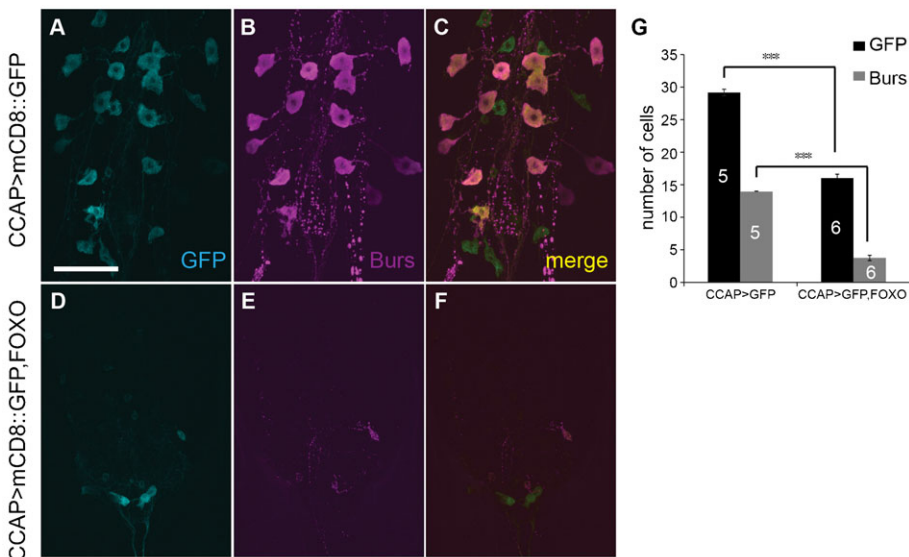 CCAP>mCD8::GFP
A
B
C
GFP
Burs
merge
CCAP>mCD8::GFP,FOXO
D
E
F
G
GFP
Burs
number of cells
35
30
25
20
15
10
5
0
***
***
5
5
6
6
CCAP>GFP
CCAP>GFP,FOXO